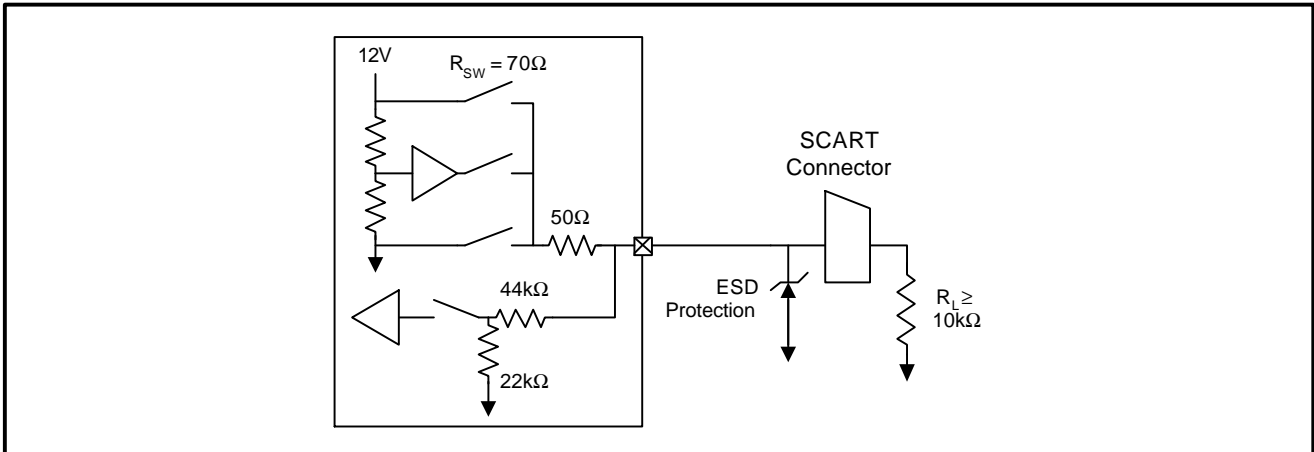 12V
R_SW = 70Ω
SCART
Connector
50Ω
44kΩ
ESD
Protection
R_L ≥
10kΩ
22kΩ